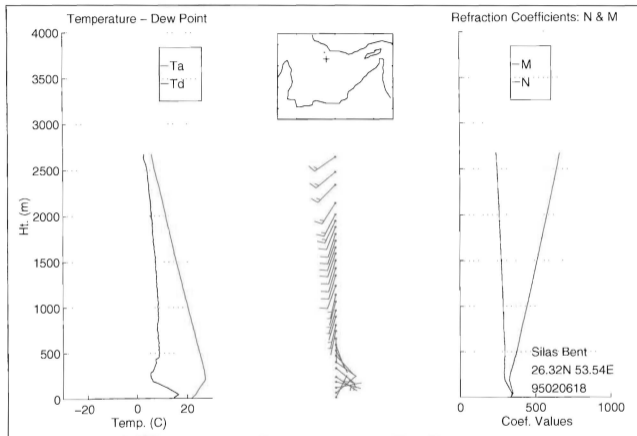 Temperature – Dew Point
Refraction Coefficients: N & M
4000
3500
3000
2500
2000
1500
1000
500
0
Ht. (m)
Ta
Td
M
N
−20
0
20
Temp. (C)
0
500
1000
Coef. Values
Silas Bent
26.32N 53.54E
95020618